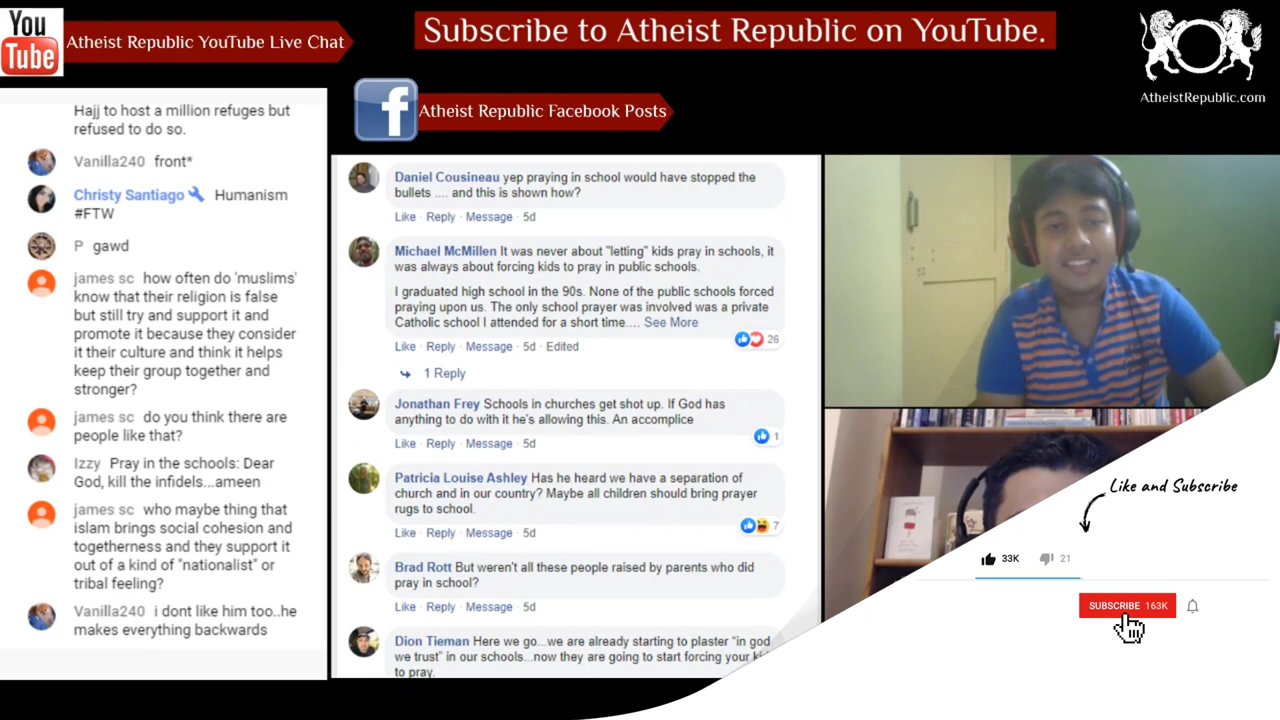 You
Tube
Atheist Republic YouTube Live Chat
Subscribe to Atheist Republic on YouTube.
AtheistRepublic.com
f
Atheist Republic Facebook Posts
Hajj to host a million refuges but
refused to do so.
Vanilla240 front*
Christy Santiago Humanism
#FTW
P gawd
james sc how often do 'muslims'
know that their religion is false
but still try and support it and
promote it because they consider
it their culture and think it helps
keep their group together and
stronger?
james sc do you think there are
people like that?
Izzy Pray in the schools: Dear
God, kill the infidels...ameen
james sc who maybe thing that
islam brings social cohesion and
togetherness and they support it
out of a kind of "nationalist" or
tribal feeling?
Vanilla240 i dont like him too..he
makes everything backwards
Daniel Cousineau yep praying in school would have stopped the
bullets .... and this is shown how?
Like · Reply · Message · 5d
Michael McMillen It was never about "letting" kids pray in schools, it
was always about forcing kids to pray in public schools.
I graduated high school in the 90s. None of the public schools forced
praying upon us. The only school prayer was involved was a private
Catholic school I attended for a short time.... See More
26
Like · Reply · Message · 5d · Edited
1 Reply
Jonathan Frey Schools in churches get shot up. If God has
anything to do with it he's allowing this. An accomplice
1
Like · Reply · Message · 5d
Patricia Louise Ashley Has he heard we have a separation of
church and in our country? Maybe all children should bring prayer
rugs to school.
7
Like · Reply · Message · 5d
Brad Rott But weren't all these people raised by parents who did
pray in school?
Like · Reply · Message · 5d
Dion Tieman Here we go...we are already starting to plaster "in god
we trust" in our schools...now they are going to start forcing your
to pray.
Like and Subscribe
33K 21
SUBSCRIBE 163K